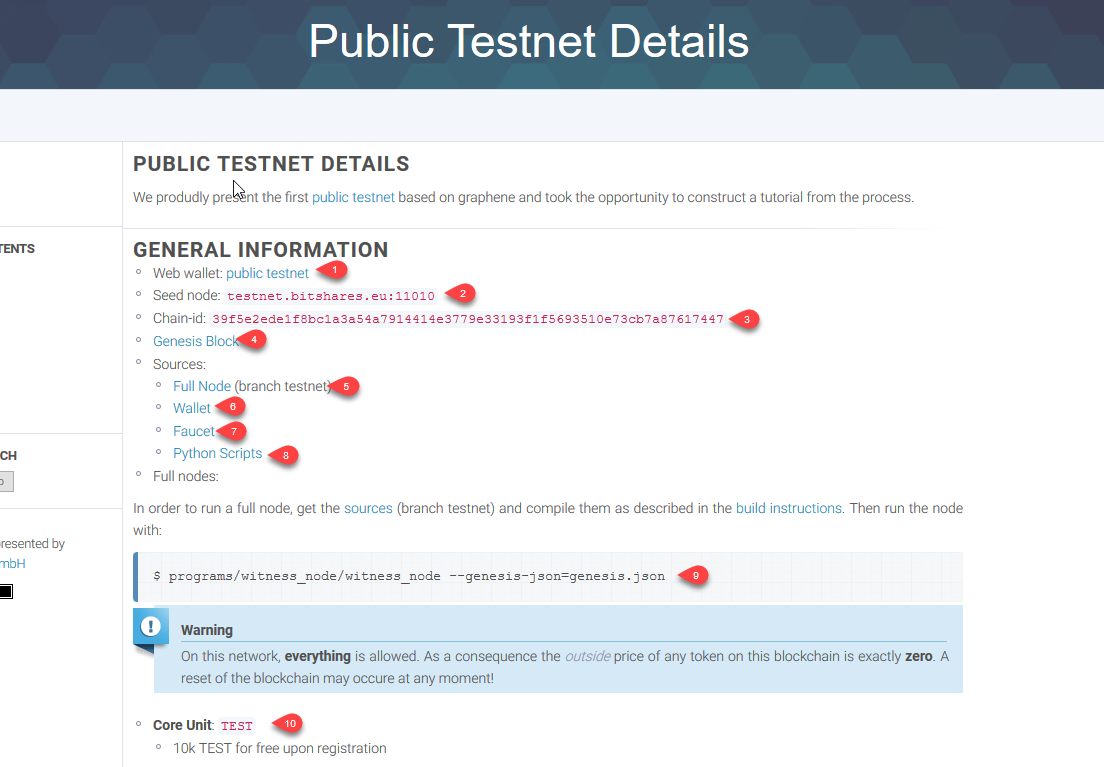 Public Testnet Details
PUBLIC TESTNET DETAILS
We produdly present the first public testnet based on graphene and took the opportunity to construct a tutorial from the process.
TENTS
GENERAL INFORMATION
Web wallet: public testnet 1
Seed node: testnet.bitshares.eu:11010 2
Chain-id: 39f5e2ede1f8bc1a3a54a7914414e3779e33193f1f5693510e73cb7a87617447 3
Genesis Block 4
Sources:
Full Node (branch testnet) 5
Wallet 6
Faucet 7
Python Scripts 8
CH
o
Full nodes:
In order to run a full node, get the sources (branch testnet) and compile them as described in the build instructions. Then run the node
with:
resented by
mbH
$ programs/witness_node/witness_node --genesis-json=genesis.json 9
Warning
On this network, everything is allowed. As a consequence the outside price of any token on this blockchain is exactly zero. A
reset of the blockchain may occure at any moment!
Core Unit: TEST 10
10k TEST for free upon registration